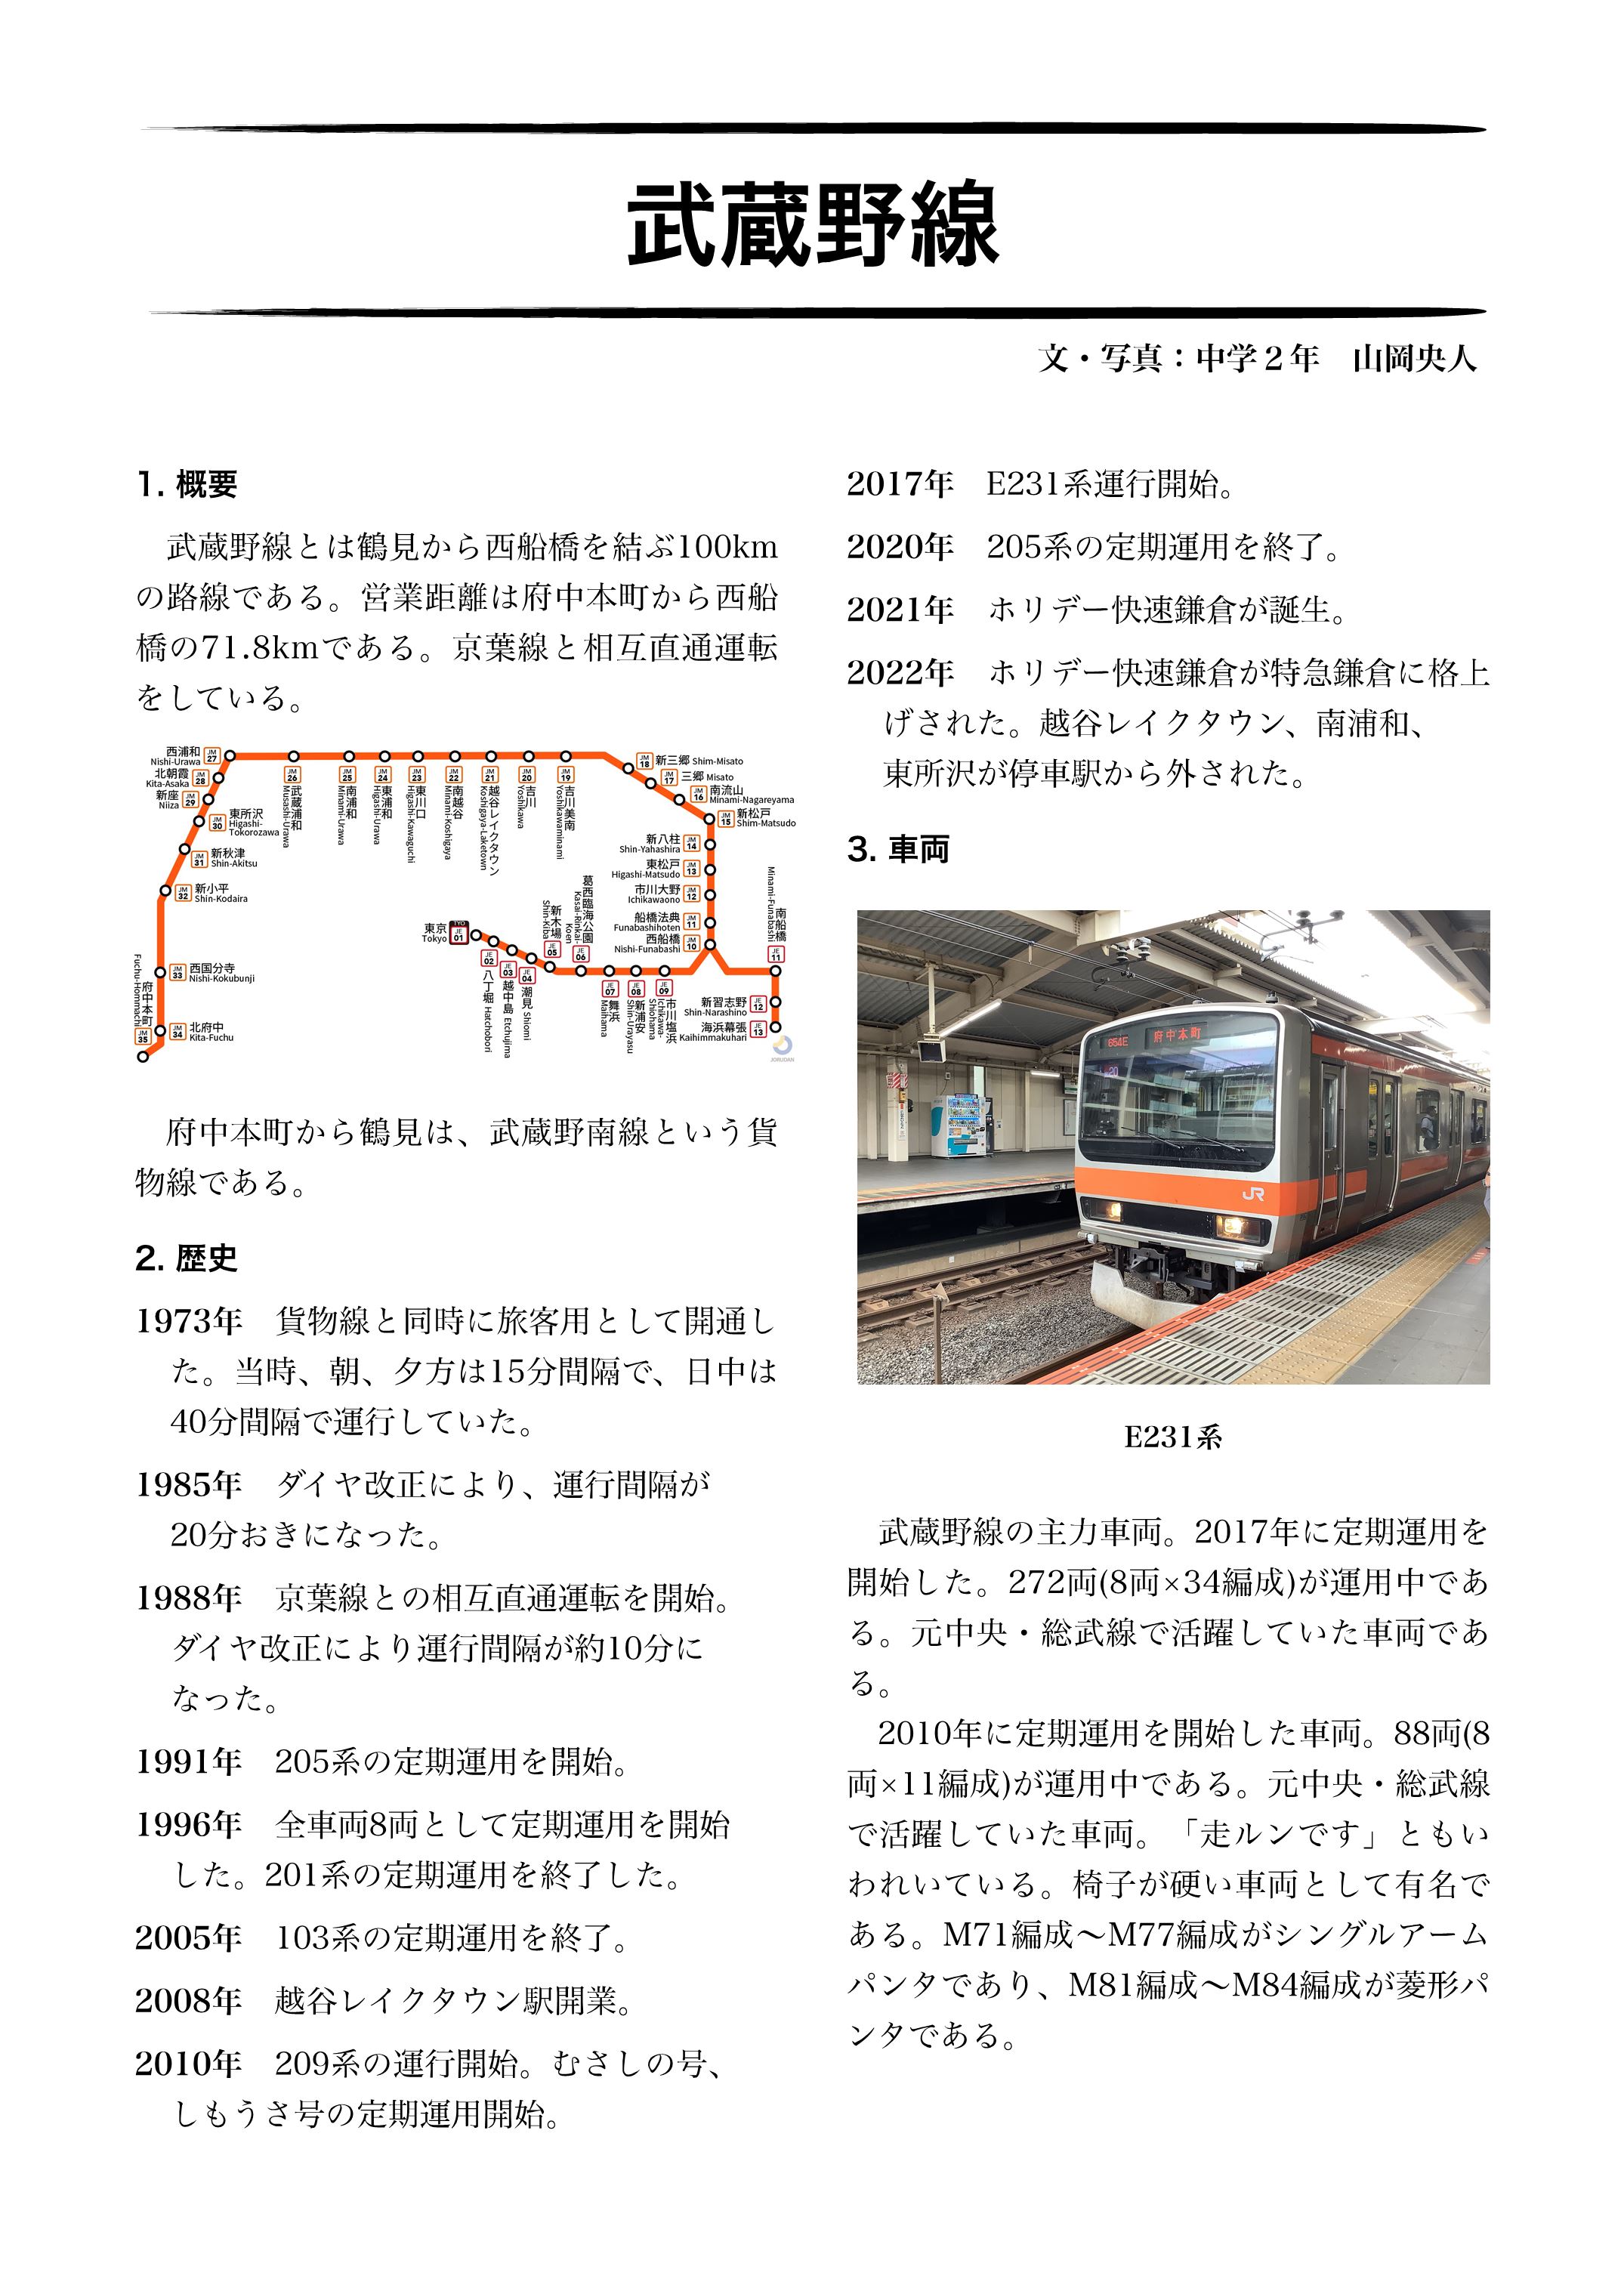 武蔵野線
文・写真：中学２年　山岡央人
1. 概要
　武蔵野線とは鶴見から西船橋を結ぶ100km
の路線である。営業距離は府中本町から西船
橋の71.8kmである。京葉線と相互直通運転
をしている。
西浦和 Nishi-Urawa JM 27
北朝霞 Kita-Asaka JM 28
新座 Niiza JM 29
JM 30 東所沢 Higashi-Tokorozawa
JM 31 新秋津 Shin-Akitsu
JM 32 新小平 Shin-Kodaira
JM 33 西国分寺 Nishi-Kokubunji
JM 34 北府中 Kita-Fuchu
府中本町 Fuchu-Hommachi JM 35
JM 26 武蔵浦和 Musashi-Urawa
JM 25 南浦和 Minami-Urawa
JM 24 東浦和 Higashi-Urawa
JM 23 東川口 Higashi-Kawaguchi
JM 22 南越谷 Minami-Koshigaya
JM 21 越谷レイクタウン Koshigaya-Laketown
JM 20 吉川 Yoshikawa
JM 19 吉川美南 Yoshikawaminami
JM 18 新三郷 Shim-Misato
JM 17 三郷 Misato
JM 16 南流山 Minami-Nagareyama
JM 15 新松戸 Shim-Matsudo
新八柱 Shin-Yahashira JM 14
東松戸 Higashi-Matsudo JM 13
市川大野 Ichikawaono JM 12
船橋法典 Funabashihoten JM 11
西船橋 Nishi-Funabashi JM 10
東京 Tokyo TYO JE 01
JE 02 八丁堀 Hachobori
JE 03 越中島 Etchujima
JE 04 潮見 Shiomi
新木場 Shin-Kiba JE 05
葛西臨海公園 Kasai-Rinkai-Koen JE 06
JE 07 舞浜 Maihama
JE 08 新浦安 Shin-Urayasu
JE 09 市川塩浜 Ichikawa-Shiohama
南船橋 Minami-Funabashi JE 11
新習志野 Shin-Narashino JE 12
海浜幕張 Kaihimmakuhari JE 13
JORUDAN
　府中本町から鶴見は、武蔵野南線という貨
物線である。
2. 歴史
1973年　貨物線と同時に旅客用として開通し
た。当時、朝、夕方は15分間隔で、日中は
40分間隔で運行していた。
1985年　ダイヤ改正により、運行間隔が
20分おきになった。
1988年　京葉線との相互直通運転を開始。
ダイヤ改正により運行間隔が約10分に
なった。
1991年　205系の定期運用を開始。
1996年　全車両8両として定期運用を開始
した。201系の定期運用を終了した。
2005年　103系の定期運用を終了。
2008年　越谷レイクタウン駅開業。
2010年　209系の運行開始。むさしの号、
しもうさ号の定期運用開始。
2017年　E231系運行開始。
2020年　205系の定期運用を終了。
2021年　ホリデー快速鎌倉が誕生。
2022年　ホリデー快速鎌倉が特急鎌倉に格上
げされた。越谷レイクタウン、南浦和、
東所沢が停車駅から外された。
3. 車両
654E 府中本町
JR
E231系
　武蔵野線の主力車両。2017年に定期運用を
開始した。272両(8両×34編成)が運用中であ
る。元中央・総武線で活躍していた車両であ
る。
　2010年に定期運用を開始した車両。88両(8
両×11編成)が運用中である。元中央・総武線
で活躍していた車両。「走ルンです」ともい
われいている。椅子が硬い車両として有名で
ある。M71編成〜M77編成がシングルアーム
パンタであり、M81編成〜M84編成が菱形パ
ンタである。